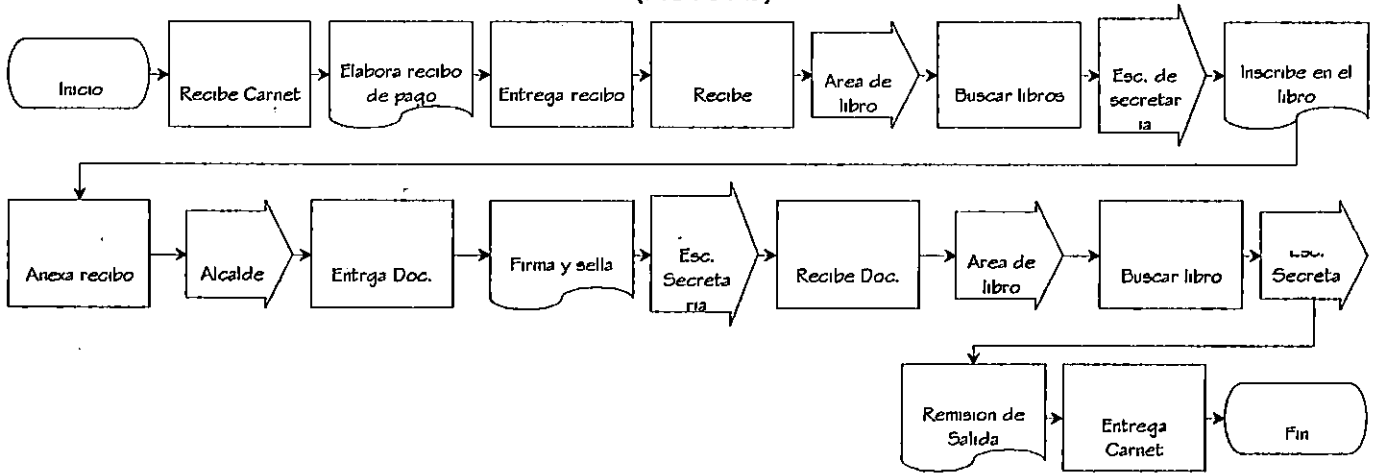 Inicio
Recibe Carnet
Elabora recibo
de pago
Entrega recibo
Recibe
Area de
libro
Buscar libros
Esc. de
secretar
ia
Inscribe en el
libro
Anexa recibo
Alcalde
Entrga Doc.
Firma y sella
Esc.
Secreta
ria
Recibe Doc.
Area de
libro
Buscar libro
Secreta
Remision de
Salida
Entrega
Carnet
Fin